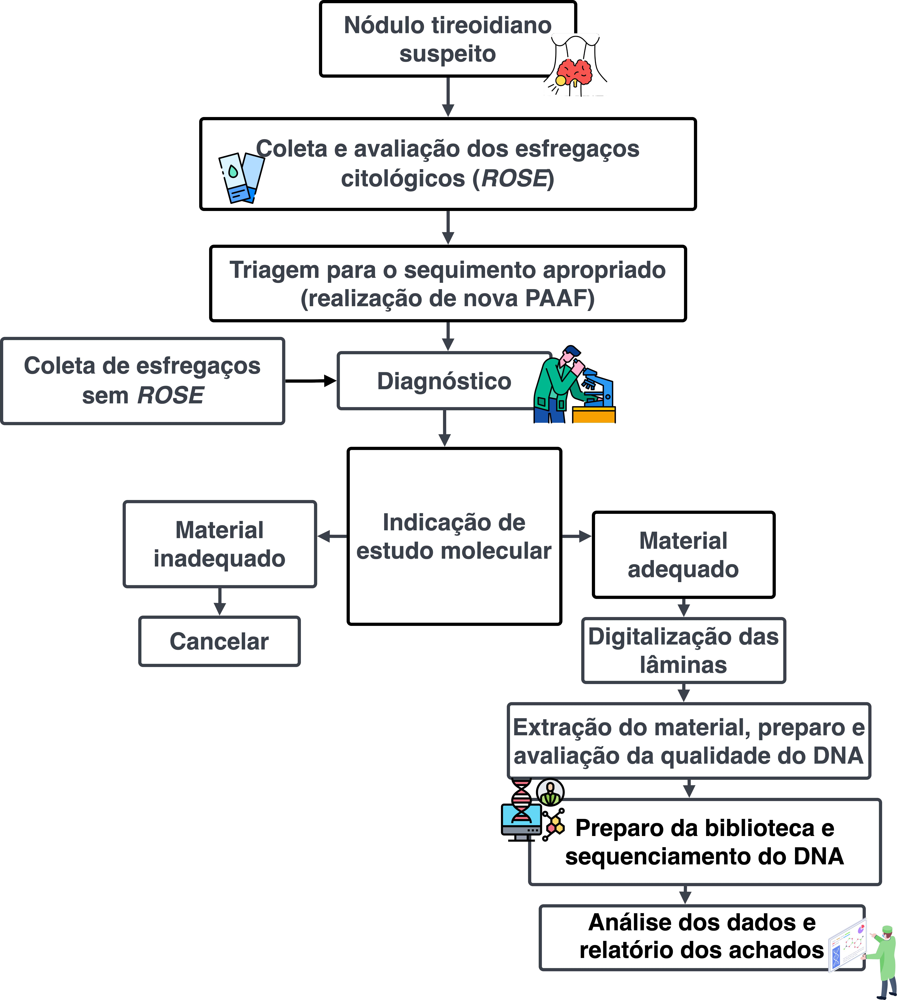 Nódulo tireoidiano
suspeito
Coleta e avaliação dos esfregaços
citológicos (ROSE)
Triagem para o sequimento apropriado
(realização de nova PAAF)
Coleta de esfregaços
sem ROSE
Diagnóstico
Indicação de
estudo molecular
Material
inadequado
Cancelar
Material
adequado
Digitalização das
lâminas
Extração do material, preparo e
avaliação da qualidade do DNA
Preparo da biblioteca e
sequenciamento do DNA
Análise dos dados e
relatório dos achados